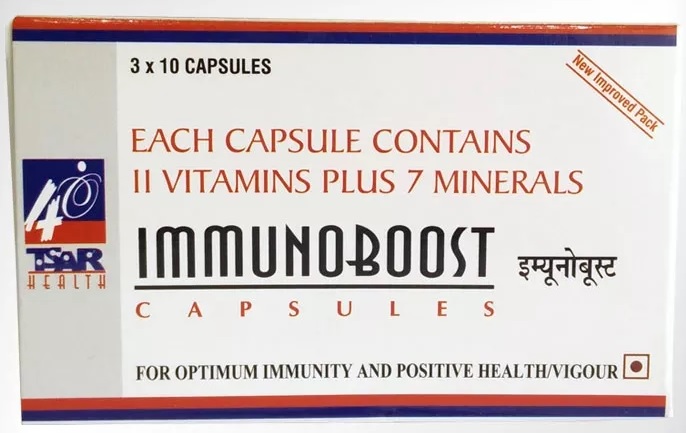 3 x 10 CAPSULES
New Improved Pack
EACH CAPSULE CONTAINS
11 VITAMINS PLUS 7 MINERALS
TSAR
HEALTH
IMMUNOBOOST
इम्यूनोबूस्ट
CAPSULES
FOR OPTIMUM IMMUNITY AND POSITIVE HEALTH/VIGOUR